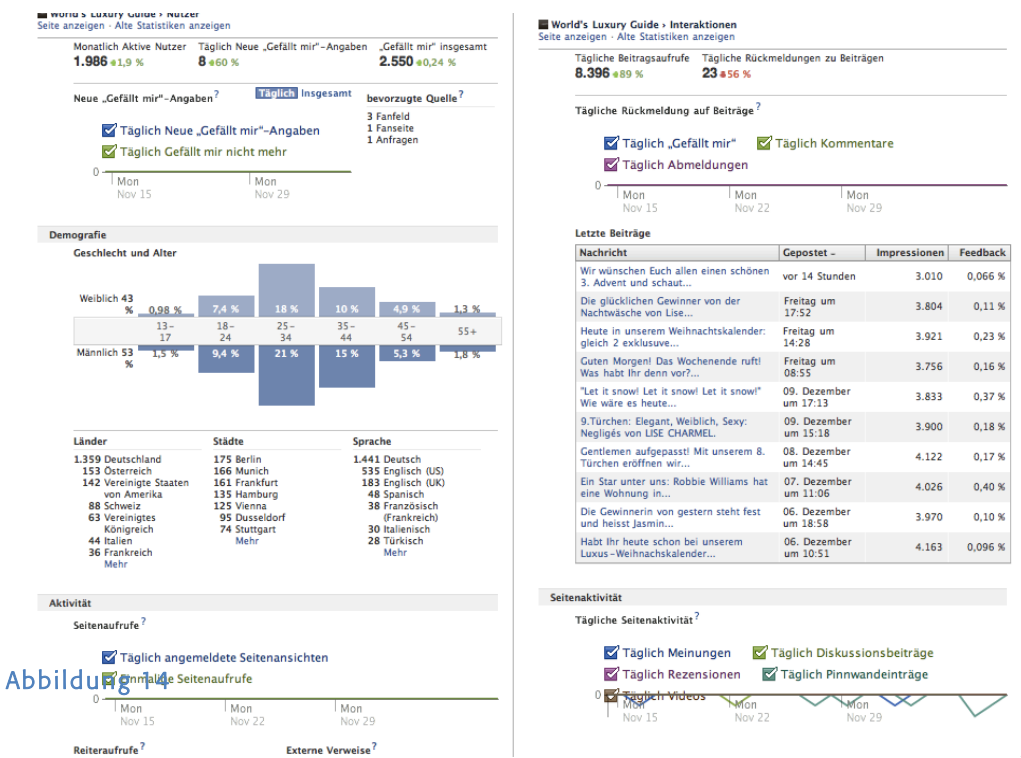 World's Luxury Guide › Nutzer
Seite anzeigen · Alte Statistiken anzeigen
Monatlich Aktive Nutzer
1.986 1,9 %
Täglich Neue „Gefällt mir"-Angaben
8 60 %
„Gefällt mir" insgesamt
2.550 0,24 %
Neue „Gefällt mir"-Angaben ?
Täglich Insgesamt
Täglich Neue „Gefällt mir"-Angaben
Täglich Gefällt mir nicht mehr
0
Mon Mon
Nov 15 Nov 29
bevorzugte Quelle ?
3 Fanfeld
1 Fanseite
1 Anfragen
Demografie
Geschlecht und Alter
Weiblich 43
%
0,98 % 7,4 % 18 % 10 % 4,9 % 1,3 %
13- 18- 25- 35- 45- 55+
17 24 34 44 54
Männlich 53
%
1,5 % 9,4 % 21 % 15 % 5,3 % 1,8 %
Länder
1.359 Deutschland
153 Österreich
142 Vereinigte Staaten
von Amerika
88 Schweiz
63 Vereinigtes
Königreich
44 Italien
36 Frankreich
Mehr
Städte
175 Berlin
166 Munich
161 Frankfurt
135 Hamburg
125 Vienna
95 Dusseldorf
74 Stuttgart
Mehr
Sprache
1.441 Deutsch
535 Englisch (US)
183 Englisch (UK)
48 Spanisch
38 Französisch
(Frankreich)
30 Italienisch
28 Türkisch
Mehr
Aktivität
Seitenaufrufe ?
Täglich angemeldete Seitenansichten
Einmalige Seitenaufrufe
Abbildung 14
0
Mon Mon Mon
Nov 15 Nov 22 Nov 29
Reiteraufrufe ? Externe Verweise ?
World's Luxury Guide › Interaktionen
Seite anzeigen · Alte Statistiken anzeigen
Tägliche Beitragsaufrufe
8.396 89 %
Tägliche Rückmeldungen zu Beiträgen
23 56 %
Tägliche Rückmeldung auf Beiträge ?
Täglich „Gefällt mir" Täglich Kommentare
Täglich Abmeldungen
0
Mon Mon Mon
Nov 15 Nov 22 Nov 29
Letzte Beiträge
Nachricht Gepostet – Impressionen Feedback
Wir wünschen Euch allen einen schönen
3. Advent und schaut...
vor 14 Stunden 3.010 0,066 %
Die glücklichen Gewinner von der
Nachtwäsche von Lise...
Freitag um
17:52
3.804 0,11 %
Heute in unserem Weihnachtskalender:
gleich 2 exklusuve...
Freitag um
14:28
3.921 0,23 %
Guten Morgen! Das Wochenende ruft!
Was habt Ihr denn vor?...
Freitag um
08:55
3.756 0,16 %
"Let it snow! Let it snow! Let it snow!"
Wie wäre es heute...
09. Dezember
um 17:13
3.833 0,37 %
9.Türchen: Elegant, Weiblich, Sexy:
Negligés von LISE CHARMEL.
09. Dezember
um 15:18
3.900 0,18 %
Gentlemen aufgepasst! Mit unserem 8.
Türchen eröffnen wir...
08. Dezember
um 14:45
4.122 0,17 %
Ein Star unter uns: Robbie Williams hat
eine Wohnung in...
07. Dezember
um 11:06
4.026 0,40 %
Die Gewinnerin von gestern steht fest
und heisst Jasmin...
06. Dezember
um 18:58
3.970 0,10 %
Habt Ihr heute schon bei unserem
Luxus-Weihnachskalender...
06. Dezember
um 10:51
4.163 0,096 %
Seitenaktivität
Tägliche Seitenaktivität ?
Täglich Meinungen Täglich Diskussionsbeiträge
Täglich Rezensionen Täglich Pinnwandeinträge
Täglich Videos
0
Mon Mon Mon
Nov 15 Nov 22 Nov 29